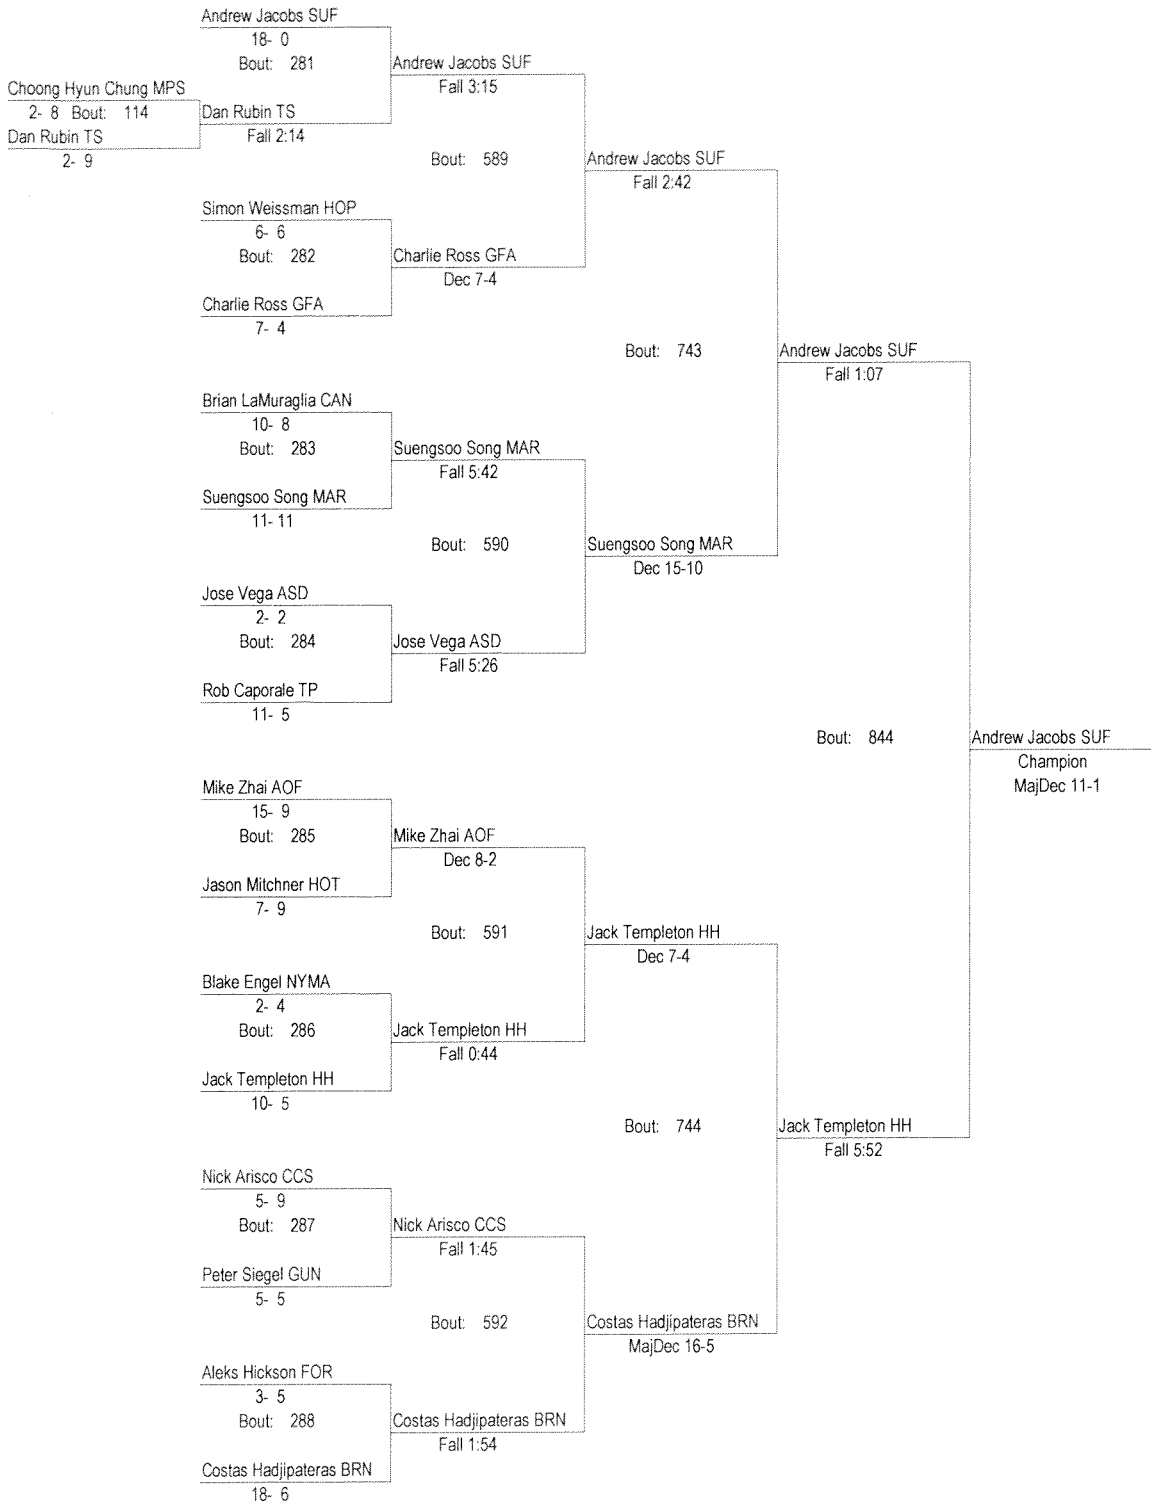 Andrew Jacobs SUF
18- 0
Bout: 281
Andrew Jacobs SUF
Fall 3:15
Choong Hyun Chung MPS
2- 8 Bout: 114
Dan Rubin TS
Fall 2:14
Dan Rubin TS
2- 9
Bout: 589
Andrew Jacobs SUF
Fall 2:42
Simon Weissman HOP
6- 6
Bout: 282
Charlie Ross GFA
Dec 7-4
Charlie Ross GFA
7- 4
Bout: 743
Andrew Jacobs SUF
Fall 1:07
Brian LaMuraglia CAN
10- 8
Bout: 283
Suengsoo Song MAR
Fall 5:42
Suengsoo Song MAR
11- 11
Bout: 590
Suengsoo Song MAR
Dec 15-10
Jose Vega ASD
2- 2
Bout: 284
Jose Vega ASD
Fall 5:26
Rob Caporale TP
11- 5
Bout: 844
Andrew Jacobs SUF
Champion
MajDec 11-1
Mike Zhai AOF
15- 9
Bout: 285
Mike Zhai AOF
Dec 8-2
Jason Mitchner HOT
7- 9
Bout: 591
Jack Templeton HH
Dec 7-4
Blake Engel NYMA
2- 4
Bout: 286
Jack Templeton HH
Fall 0:44
Jack Templeton HH
10- 5
Bout: 744
Jack Templeton HH
Fall 5:52
Nick Arisco CCS
5- 9
Bout: 287
Nick Arisco CCS
Fall 1:45
Peter Siegel GUN
5- 5
Bout: 592
Costas Hadjipateras BRN
MajDec 16-5
Aleks Hickson FOR
3- 5
Bout: 288
Costas Hadjipateras BRN
Fall 1:54
Costas Hadjipateras BRN
18- 6